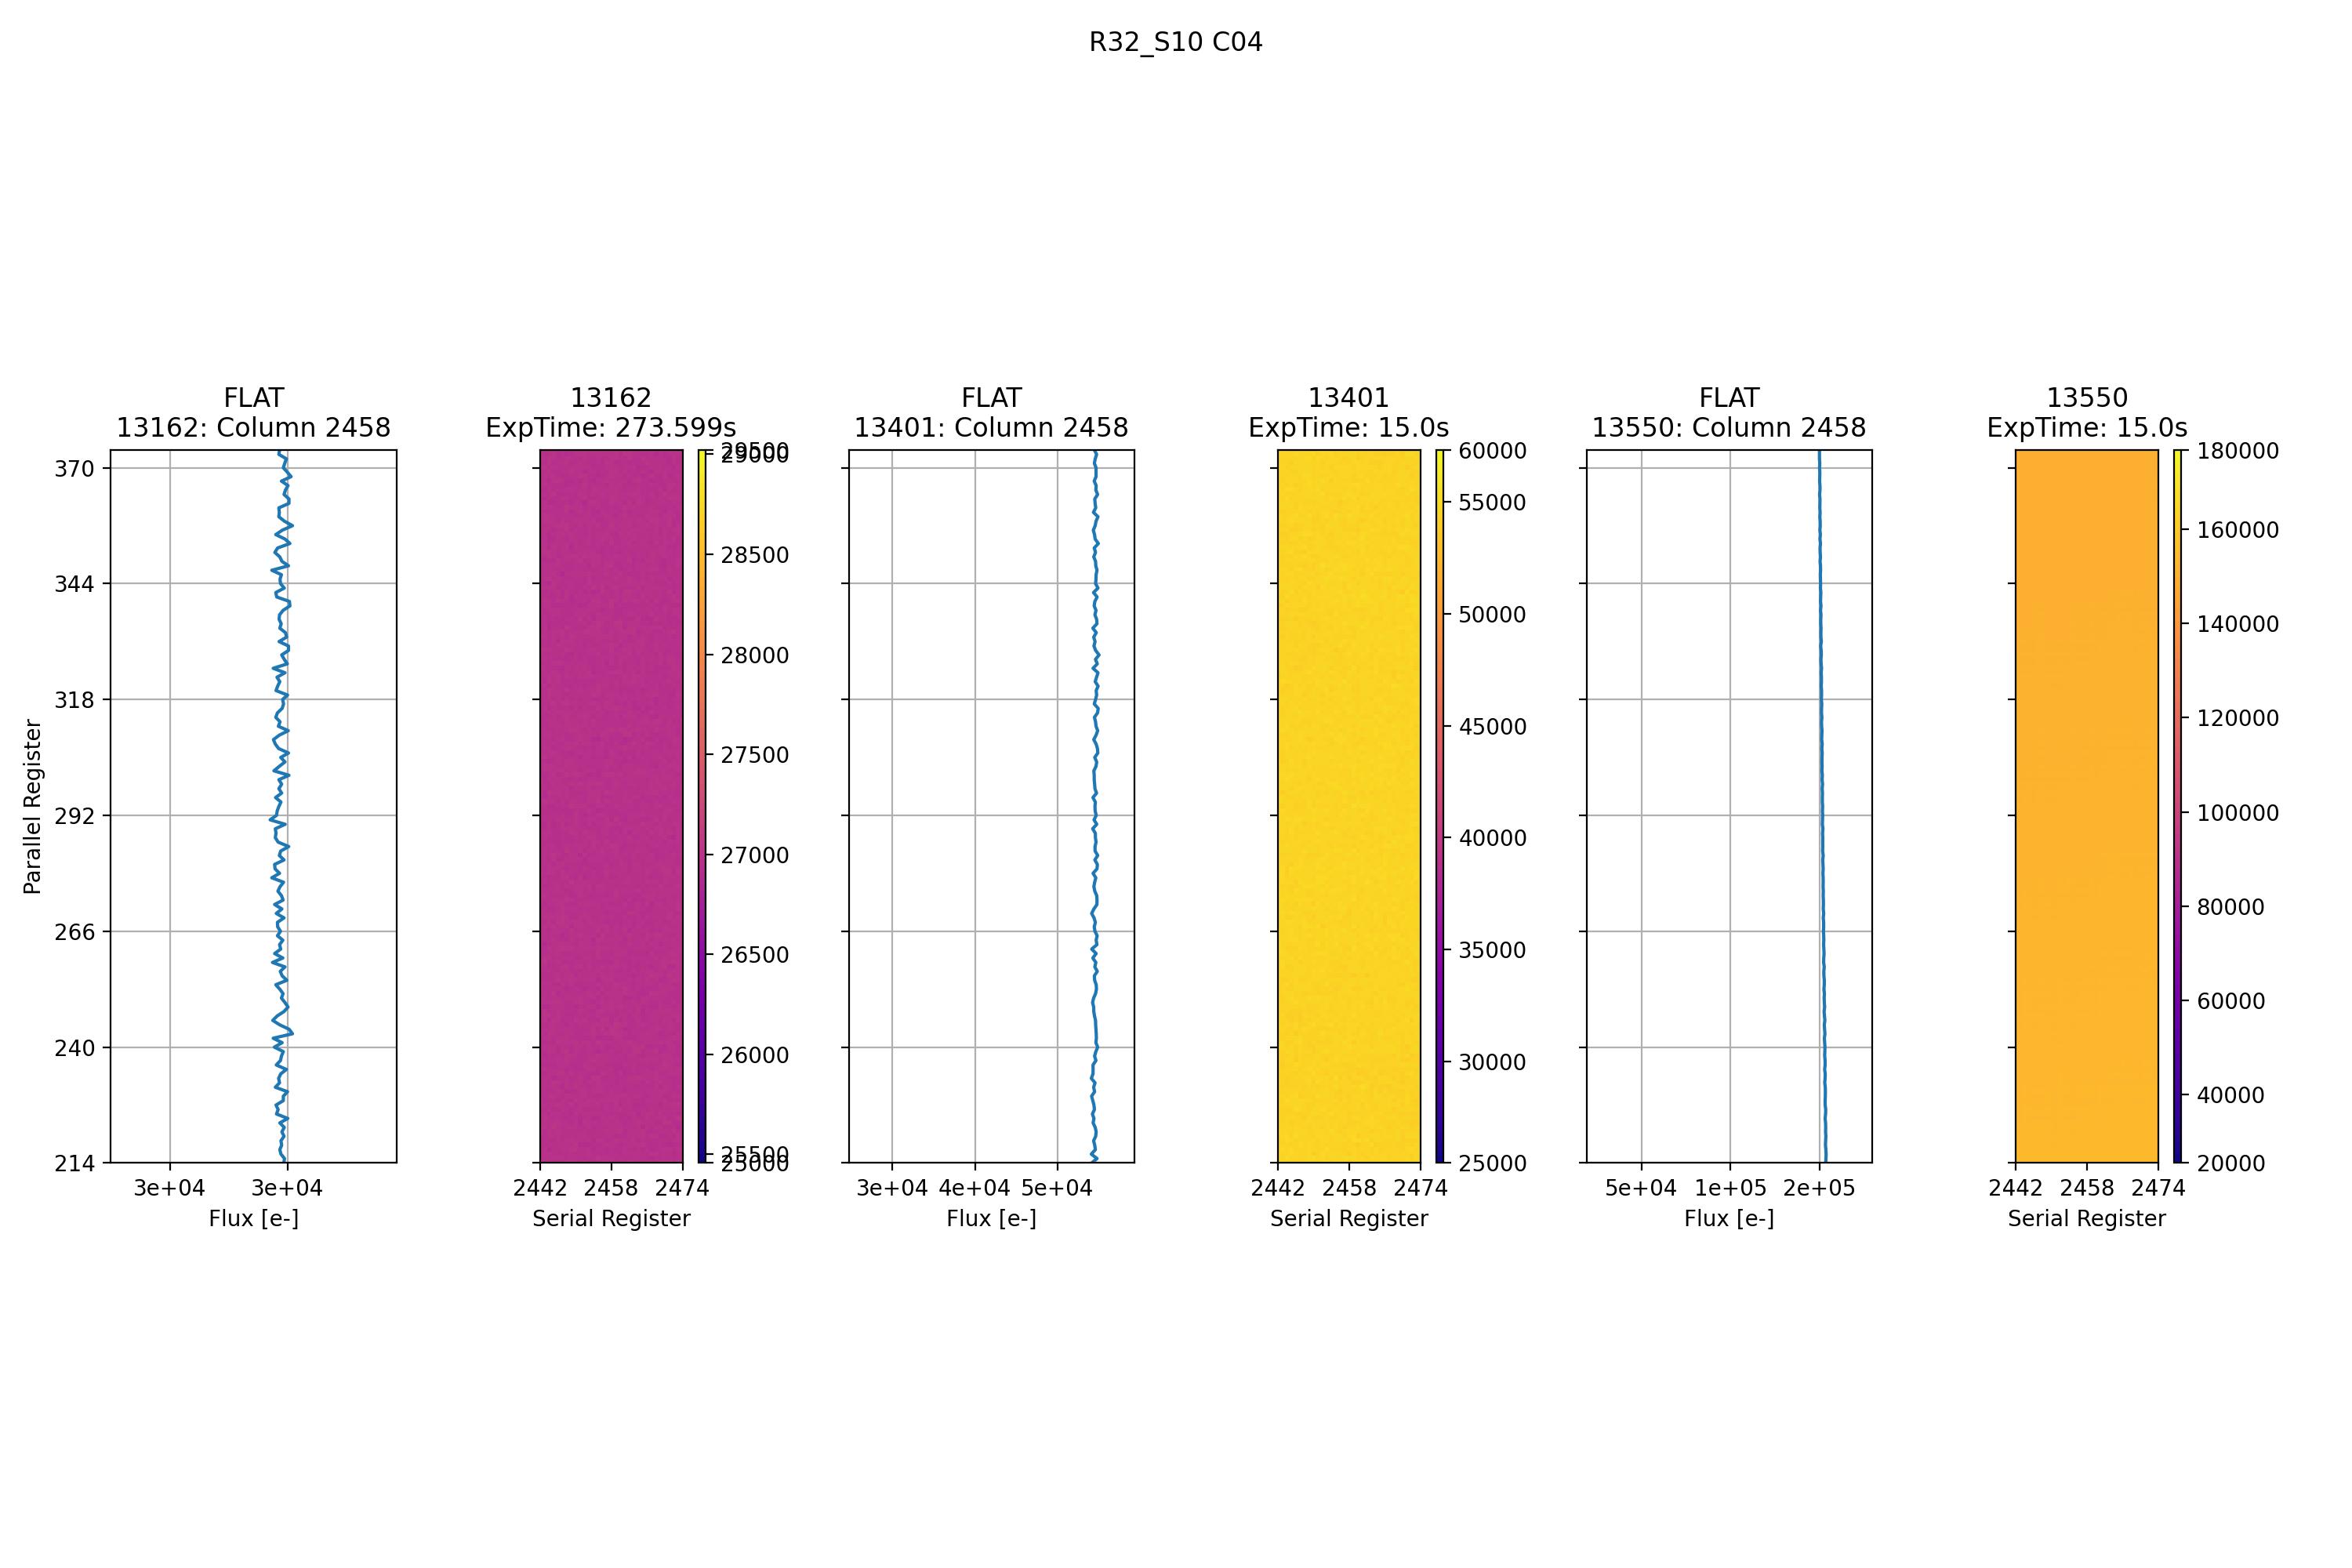 R32_S10 C04
FLAT
13162: Column 2458
370
344
318
292
266
240
214
Parallel Register
3e+04 3e+04
Flux [e-]
13162
ExpTime: 273.599s
29500
29000
28500
28000
27500
27000
26500
26000
25500
25000
2442 2458 2474
Serial Register
FLAT
13401: Column 2458
3e+04 4e+04 5e+04
Flux [e-]
13401
ExpTime: 15.0s
60000
55000
50000
45000
40000
35000
30000
25000
2442 2458 2474
Serial Register
FLAT
13550: Column 2458
5e+04 1e+05 2e+05
Flux [e-]
13550
ExpTime: 15.0s
180000
160000
140000
120000
100000
80000
60000
40000
20000
2442 2458 2474
Serial Register